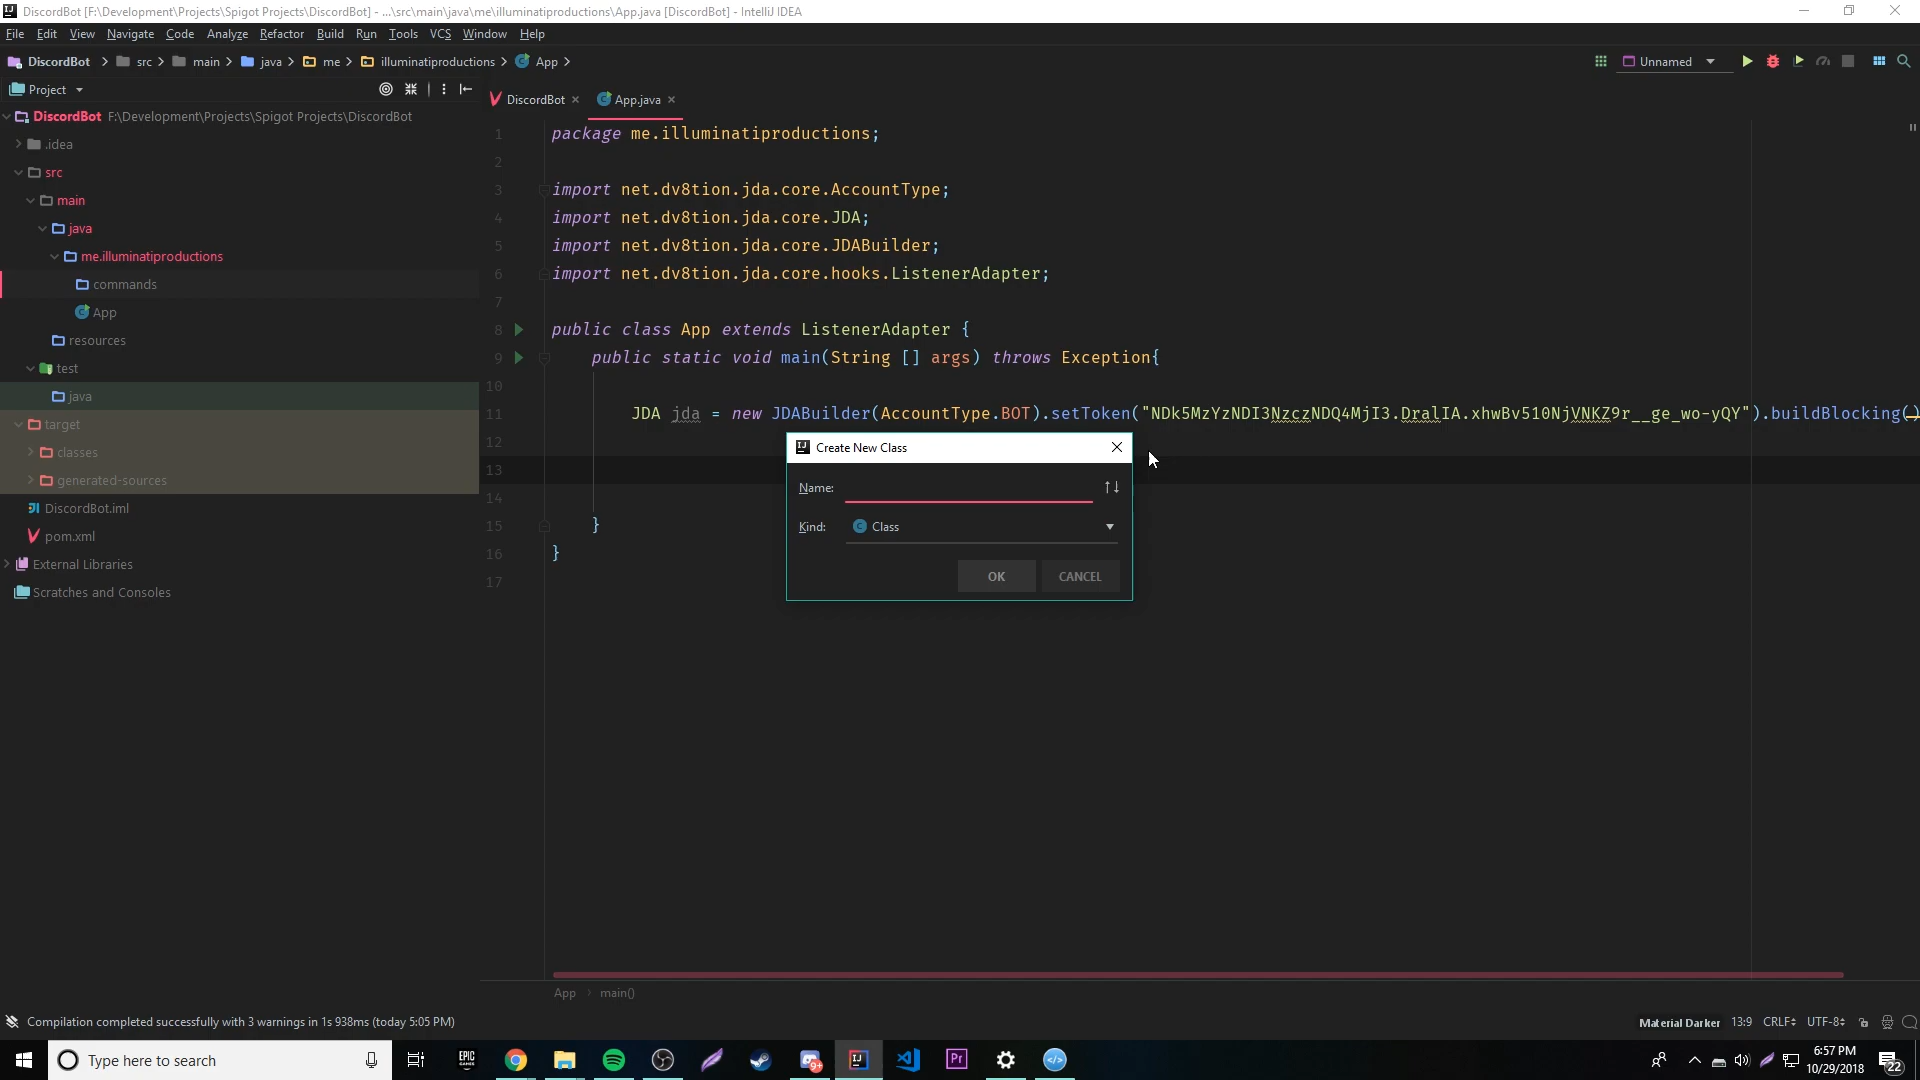 DiscordBot [F:\Development\Projects\Spigot Projects\DiscordBot] - ...\src\main\java\me\illuminatiproductions\App.java [DiscordBot] - IntelliJ IDEA
File Edit View Navigate Code Analyze Refactor Build Run Tools VCS Window Help
DiscordBot src main java me illuminatiproductions App
Unnamed
Project
DiscordBot App.java
DiscordBot F:\Development\Projects\Spigot Projects\DiscordBot
.idea
src
main
java
me.illuminatiproductions
commands
App
resources
test
java
target
classes
generated-sources
DiscordBot.iml
pom.xml
External Libraries
Scratches and Consoles
1 package me.illuminatiproductions;
2
3 import net.dv8tion.jda.core.AccountType;
4 import net.dv8tion.jda.core.JDA;
5 import net.dv8tion.jda.core.JDABuilder;
6 import net.dv8tion.jda.core.hooks.ListenerAdapter;
7
8 public class App extends ListenerAdapter {
9 public static void main(String [] args) throws Exception{
10
11 JDA jda = new JDABuilder(AccountType.BOT).setToken("NDk5MzYzNDI3NzczNDQ4MjI3.DralIA.xhwBv510NjVNKZ9r__ge_wo-yQY").buildBlocking()
12
13
14
15 }
16 }
17
Create New Class
Name:
Kind: Class
OK CANCEL
App main()
Compilation completed successfully with 3 warnings in 1s 938ms (today 5:05 PM)
Material Darker 13:9 CRLF UTF-8
Type here to search
EPIC GAMES
9+
IJ
Pr
6:57 PM
10/29/2018
22